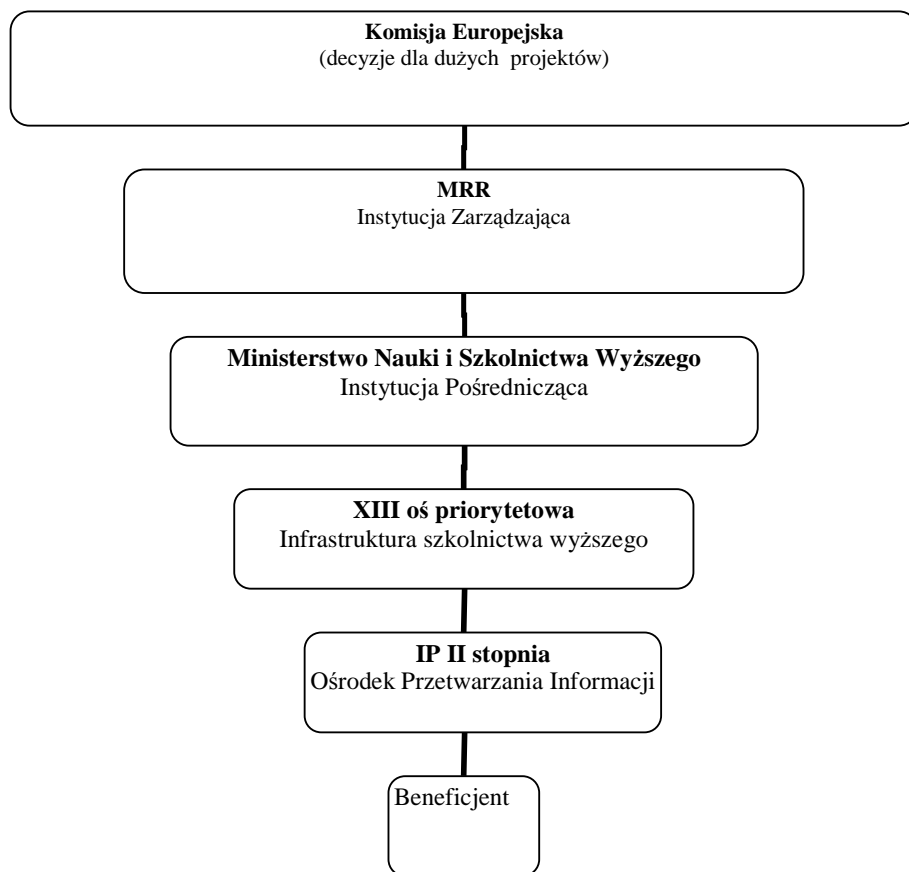 Komisja Europejska
(decyzje dla dużych projektów)
MRR
Instytucja Zarządzająca
Ministerstwo Nauki i Szkolnictwa Wyższego
Instytucja Pośrednicząca
XIII oś priorytetowa
Infrastruktura szkolnictwa wyższego
IP II stopnia
Ośrodek Przetwarzania Informacji
Beneficjent